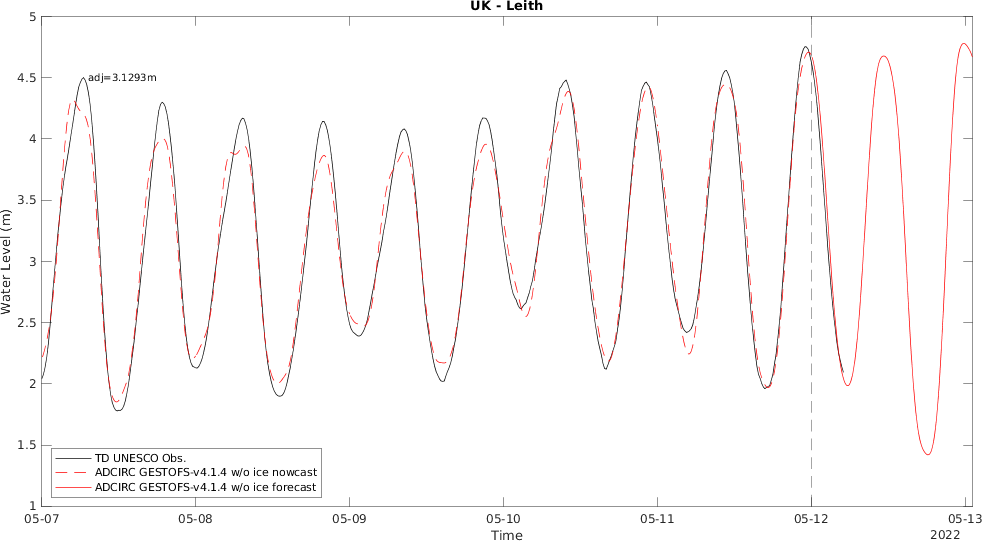 UK - Leith
5
4.5
4
3.5
3
2.5
2
1.5
1
Water Level (m)
adj=3.1293m
TD UNESCO Obs.
ADCIRC GESTOFS-v4.1.4 w/o ice nowcast
ADCIRC GESTOFS-v4.1.4 w/o ice forecast
05-07 05-08 05-09 05-10 05-11 05-12 05-13
Time
2022